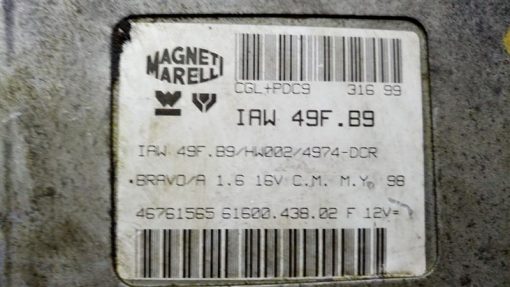 MAGNETI
MARELLI
CGL+PDC9 316 99
IAW 49F.B9
IAW 49F.B9/HW002/4974-DCR
.BRAVO/A 1.6 16V C.M. M.Y. 98
46761565 61600.438.02 F 12V=